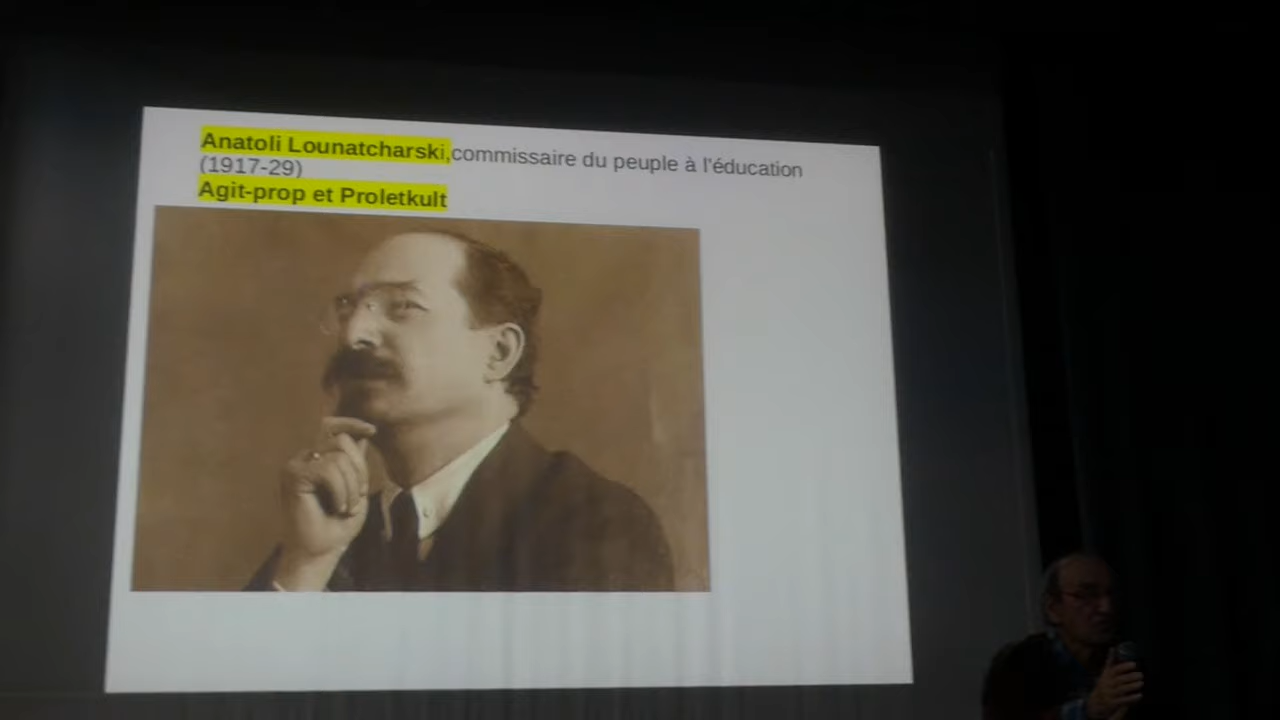 Anatoli Lounatcharski,commissaire du peuple à l'éducation
(1917-29)
Agit-prop et Proletkult